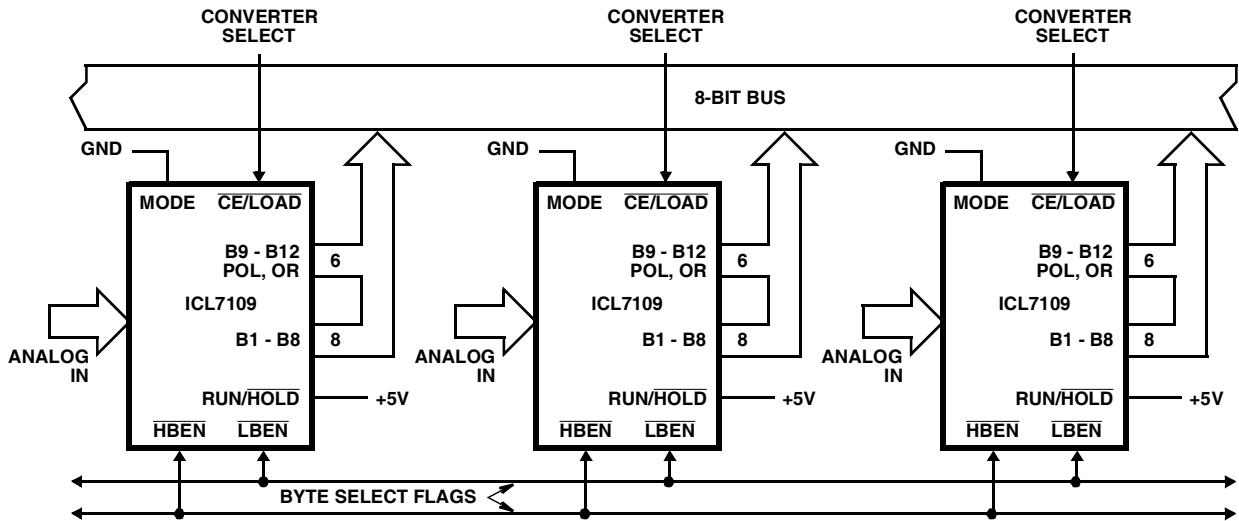 CONVERTER
SELECT
CONVERTER
SELECT
CONVERTER
SELECT
8-BIT BUS
GND
MODE
CE/LOAD
B9 - B12
POL, OR
6
ICL7109
B1 - B8
8
ANALOG
IN
RUN/HOLD
+5V
HBEN
LBEN
GND
MODE
CE/LOAD
B9 - B12
POL, OR
6
ICL7109
B1 - B8
8
ANALOG
IN
RUN/HOLD
+5V
HBEN
LBEN
GND
MODE
CE/LOAD
B9 - B12
POL, OR
6
ICL7109
B1 - B8
8
ANALOG
IN
RUN/HOLD
+5V
HBEN
LBEN
BYTE SELECT FLAGS